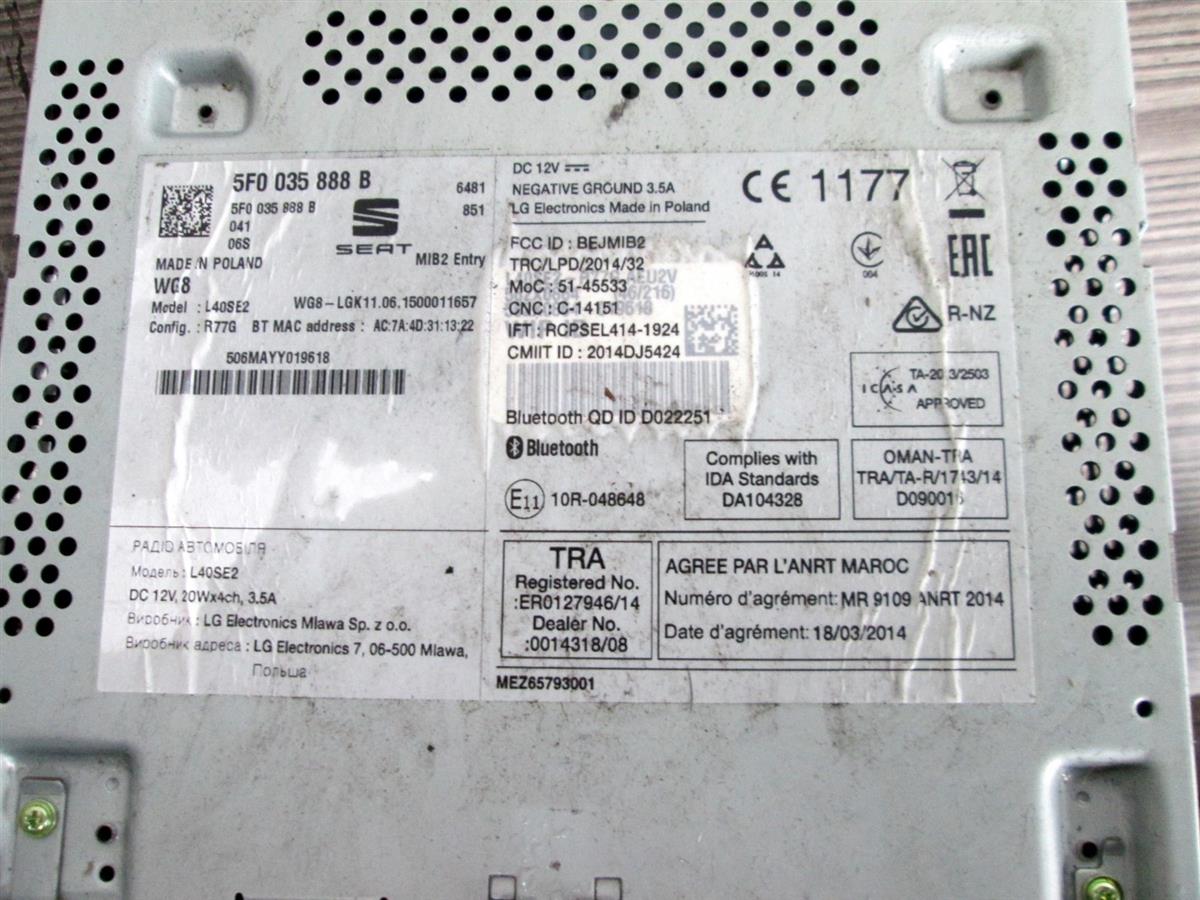 5F0 035 888 B
5F0 035 888 B
041
06S
6481
851
SEAT
MIB2 Entry
MADE IN POLAND
WG8
Model : L40SE2
WG8-LGK11.06.1500011657
Config. : R77G BT MAC address : AC:7A:4D:31:13:22
506MAYY019618
РАДІО АВТОМОБІЛЯ
Модель : L40SE2
DC 12V, 20Wx4ch, 3.5A
Виробник : LG Electronics Mlawa Sp. z o.o.
Виробник адреса : LG Electronics 7, 06-500 Mlawa,
Польша
DC 12V
NEGATIVE GROUND 3.5A
LG Electronics Made in Poland
CE 1177
FCC ID : BEJMIB2
TRC/LPD/2014/32
MoC : 51-45533
CNC : C-14151
IFT : RCPSEL414-1924
CMIIT ID : 2014DJ5424
Bluetooth QD ID D022251
Bluetooth
E11 10R-048648
004
EAC
R-NZ
ICASA
TA-2013/2503
APPROVED
Complies with
IDA Standards
DA104328
OMAN-TRA
TRA/TA-R/1743/14
D090016
TRA
Registered No.
:ER0127946/14
Dealer No.
:0014318/08
AGREE PAR L'ANRT MAROC
Numéro d'agrément: MR 9109 ANRT 2014
Date d'agrément: 18/03/2014
MEZ65793001